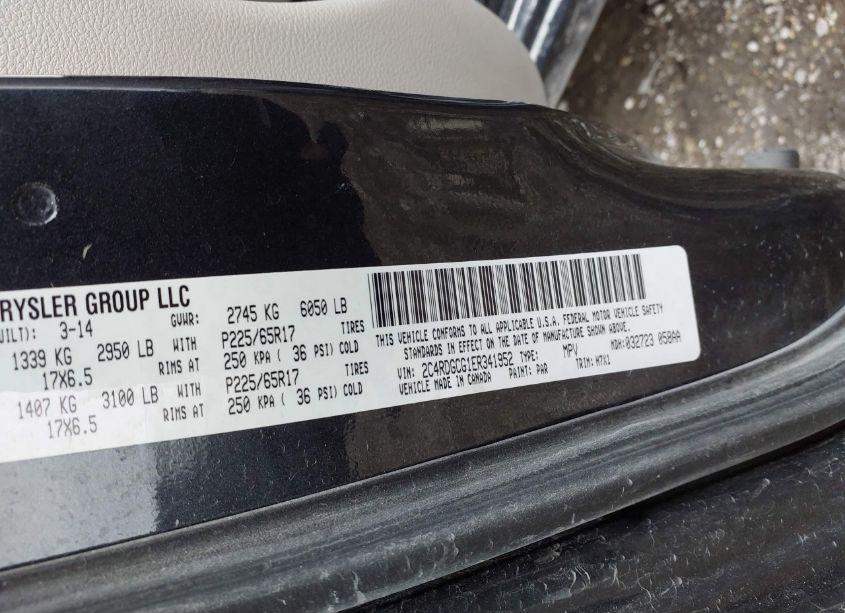 RYSLER GROUP LLC
UILT): 3-14 GVWR: 2745 KG 6050 LB
1339 KG 2950 LB WITH P225/65R17 TIRES
17X6.5 RIMS AT 250 KPA ( 36 PSI) COLD
1407 KG 3100 LB WITH P225/65R17 TIRES
17X6.5 RIMS AT 250 KPA ( 36 PSI) COLD
THIS VEHICLE CONFORMS TO ALL APPLICABLE U.S.A. FEDERAL MOTOR VEHICLE SAFETY
STANDARDS IN EFFECT ON THE DATE OF MANUFACTURE SHOWN ABOVE.
VIN: 2C4RDGCG1ER341952 TYPE: MPV MDH: 032723 058AA
VEHICLE MADE IN CANADA PAINT: PAR TRIM: M7X1